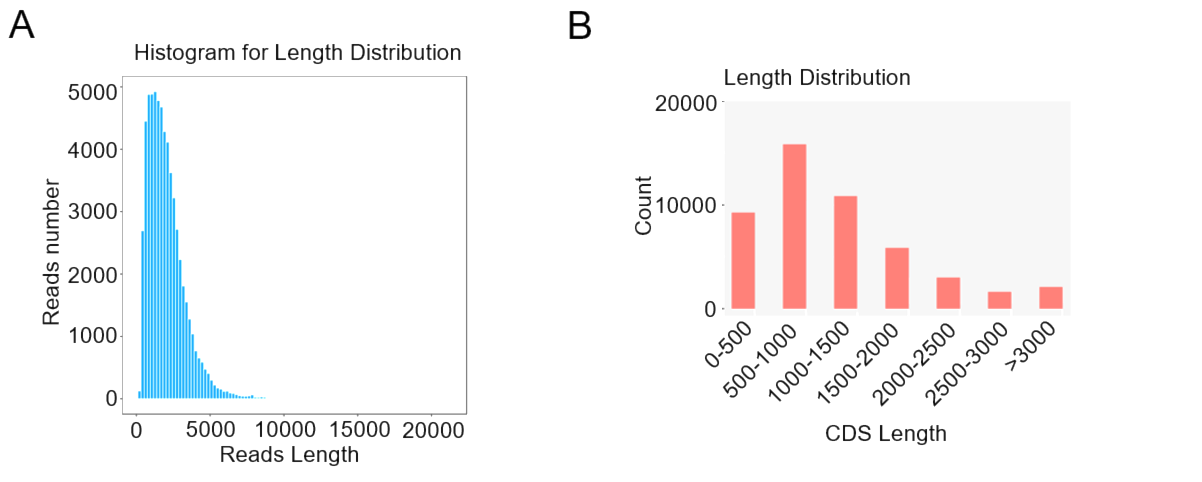 A
Histogram for Length Distribution
5000
4000
3000
2000
1000
0
Reads number
0 5000 10000 15000 20000
Reads Length
B
Length Distribution
20000
10000
0
Count
0-500 500-1000 1000-1500 1500-2000 2000-2500 2500-3000 >3000
CDS Length